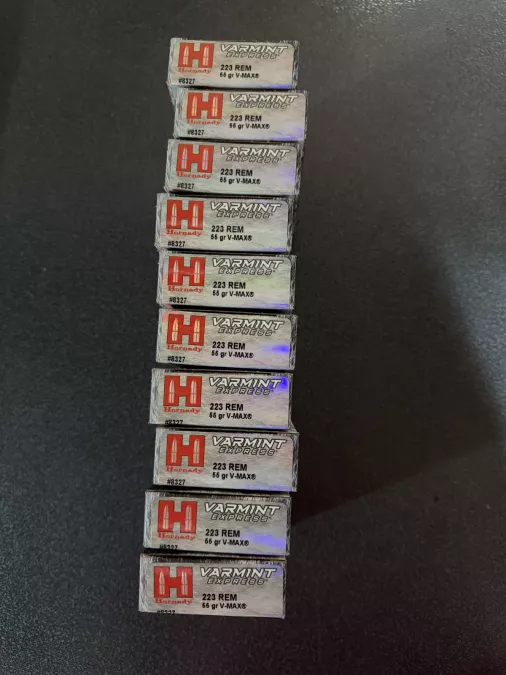 VARMINT
EXPRESS®
Hornady
223 REM
55 gr V-MAX®
#8327
VARMINT
EXPRESS®
Hornady
223 REM
55 gr V-MAX®
#8327
VARMINT
EXPRESS®
Hornady
223 REM
55 gr V-MAX®
#8327
VARMINT
EXPRESS®
Hornady
223 REM
55 gr V-MAX®
#8327
VARMINT
EXPRESS®
Hornady
223 REM
55 gr V-MAX®
#8327
VARMINT
EXPRESS®
Hornady
223 REM
55 gr V-MAX®
#8327
VARMINT
EXPRESS®
Hornady
223 REM
55 gr V-MAX®
#8327
VARMINT
EXPRESS®
Hornady
223 REM
55 gr V-MAX®
#8327
VARMINT
EXPRESS®
Hornady
223 REM
55 gr V-MAX®
#8327
VARMINT
EXPRESS®
Hornady
223 REM
55 gr V-MAX®
#8327